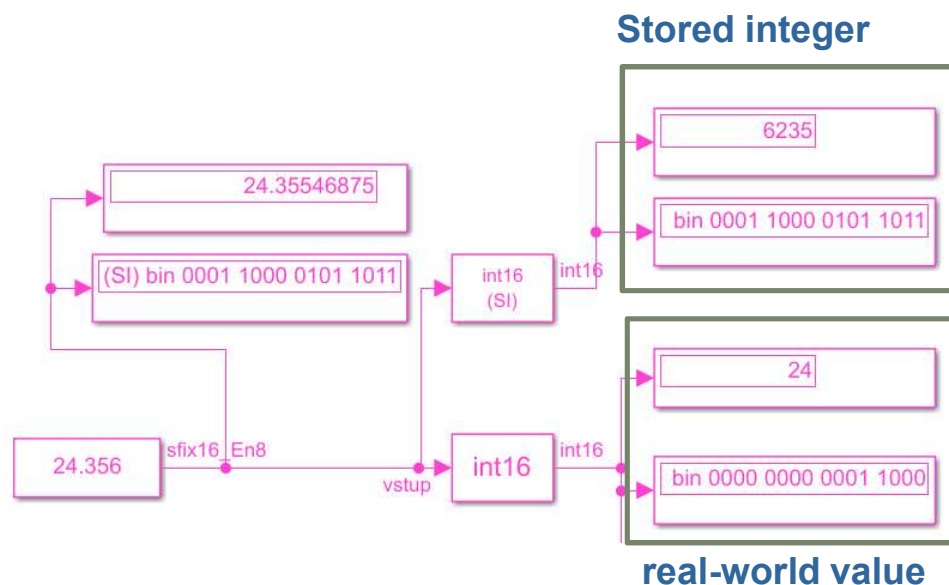 Stored integer
6235
bin 0001 1000 0101 1011
24.35546875
(SI) bin 0001 1000 0101 1011
int16
(SI)
int16
24
bin 0000 0000 0001 1000
24.356
sfix16_En8
vstup
int16
int16
real-world value